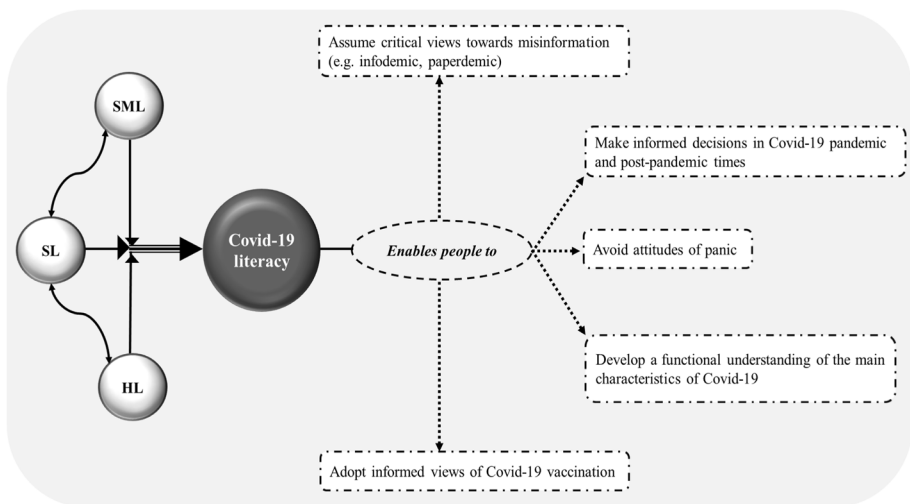 Assume critical views towards misinformation
(e.g. infodemic, paperdemic)
SML
Make informed decisions in Covid-19 pandemic
and post-pandemic times
SL
Covid-19
literacy
Enables people to
Avoid attitudes of panic
Develop a functional understanding of the main
characteristics of Covid-19
HL
Adopt informed views of Covid-19 vaccination